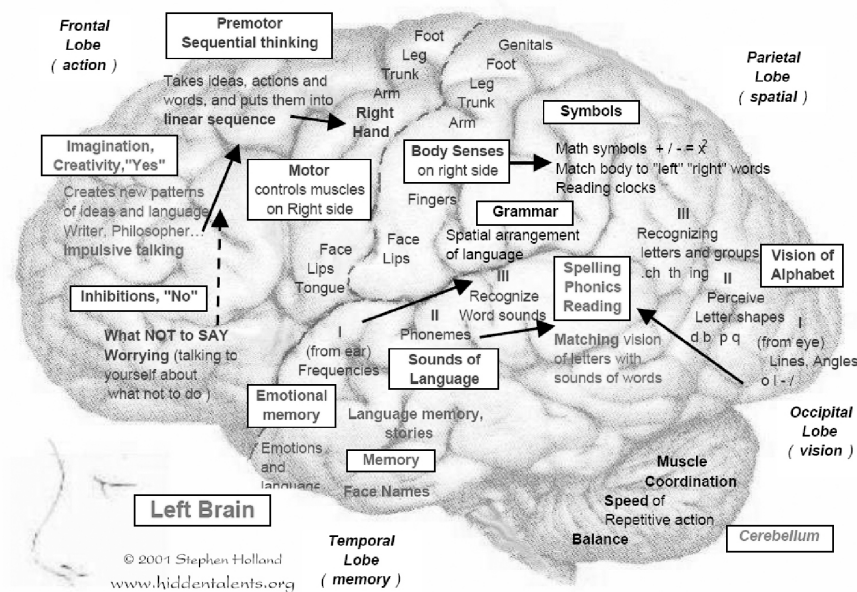 Frontal
Lobe
( action )
Premotor
Sequential thinking
Takes ideas, actions and
words, and puts them into
linear sequence
Foot
Leg
Trunk
Arm
Right
Hand
Genitals
Foot
Leg
Trunk
Arm
Parietal
Lobe
( spatial )
Imagination,
Creativity,"Yes"
Creates new patterns
of ideas and language
Writer, Philosopher...
Impulsive talking
Motor
controls muscles
on Right side
Body Senses
on right side
Symbols
Math symbols + / - = x²
Match body to "left" "right" words
Reading clocks
Fingers
Face
Lips
Face
Lips
Tongue
Grammar
Spatial arrangement
of language
Inhibitions, "No"
What NOT to SAY
Worrying (talking to
yourself about
what not to do )
I
(from ear)
Frequencies
II
Phonemes
III
Recognize
Word sounds
Sounds of
Language
Spelling
Phonics
Reading
Matching vision
of letters with
sounds of words
III
Recognizing
letters and groups
.ch th ing
II
Perceive
Letter shapes
d b p q
I
(from eye)
Lines, Angles
o l - /
Vision of
Alphabet
Occipital
Lobe
( vision )
Emotional
memory
Emotions
and
language
Language memory,
stories
Memory
Face Names
Muscle
Coordination
Speed of
Repetitive action
Balance
Cerebellum
Left Brain
Temporal
Lobe
( memory )
© 2001 Stephen Holland
www.hiddentalents.org